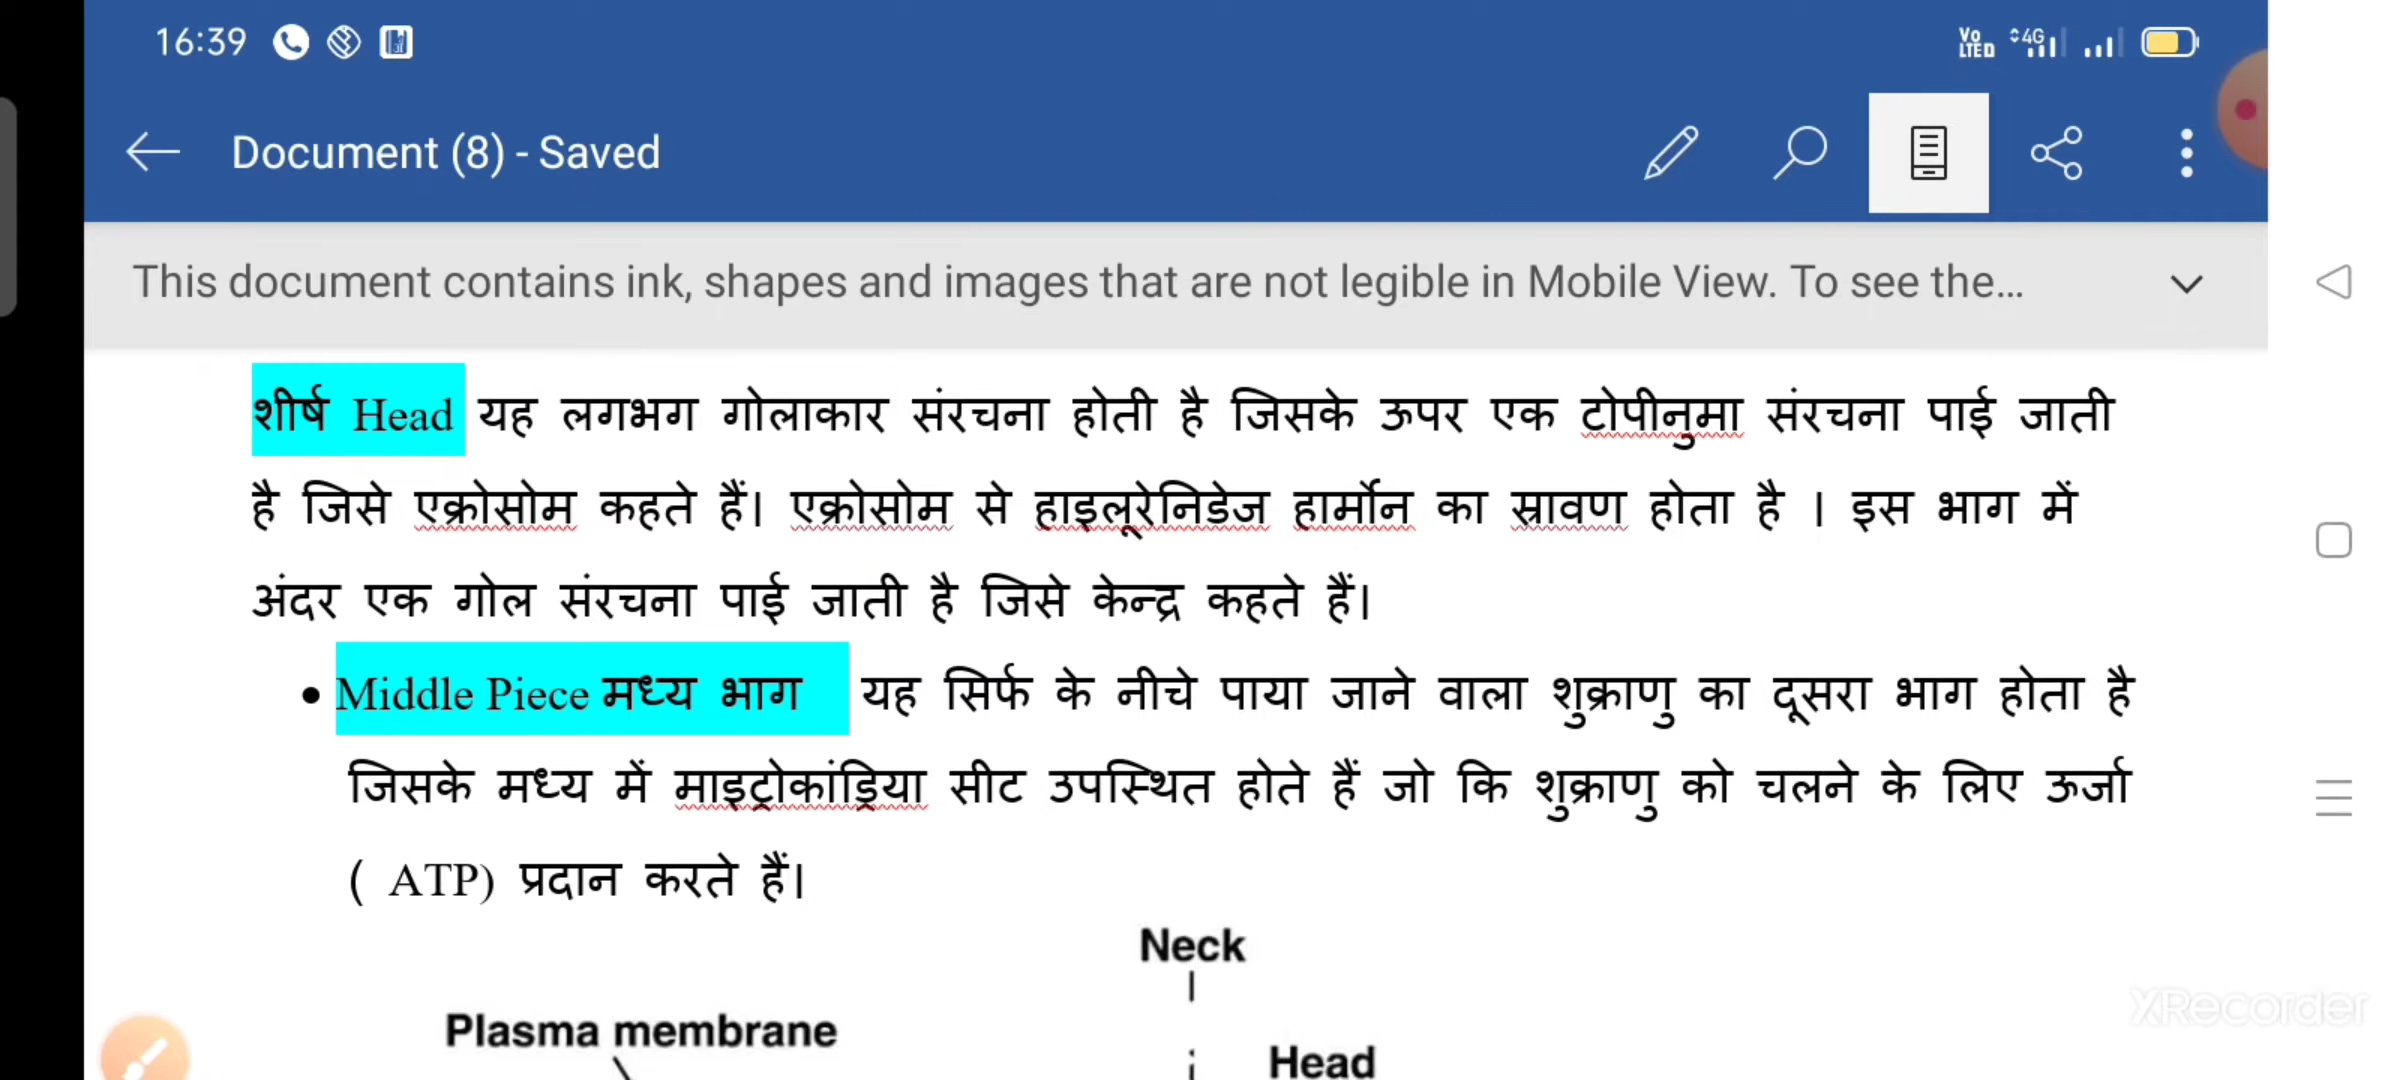 16:39
Vo LTED 4G
Document (8) - Saved
This document contains ink, shapes and images that are not legible in Mobile View. To see the...
शीर्ष Head यह लगभग गोलाकार संरचना होती है जिसके ऊपर एक टोपीनुमा संरचना पाई जाती
है जिसे एक्रोसोम कहते हैं। एक्रोसोम से हाइलूरेनिडेज हार्मोन का स्रावण होता है । इस भाग में
अंदर एक गोल संरचना पाई जाती है जिसे केन्द्र कहते हैं।
• Middle Piece मध्य भाग यह सिर्फ के नीचे पाया जाने वाला शुक्राणु का दूसरा भाग होता है
जिसके मध्य में माइट्रोकांड्रिया सीट उपस्थित होते हैं जो कि शुक्राणु को चलने के लिए ऊर्जा
( ATP) प्रदान करते हैं।
Neck
Plasma membrane
Head
XRecorder